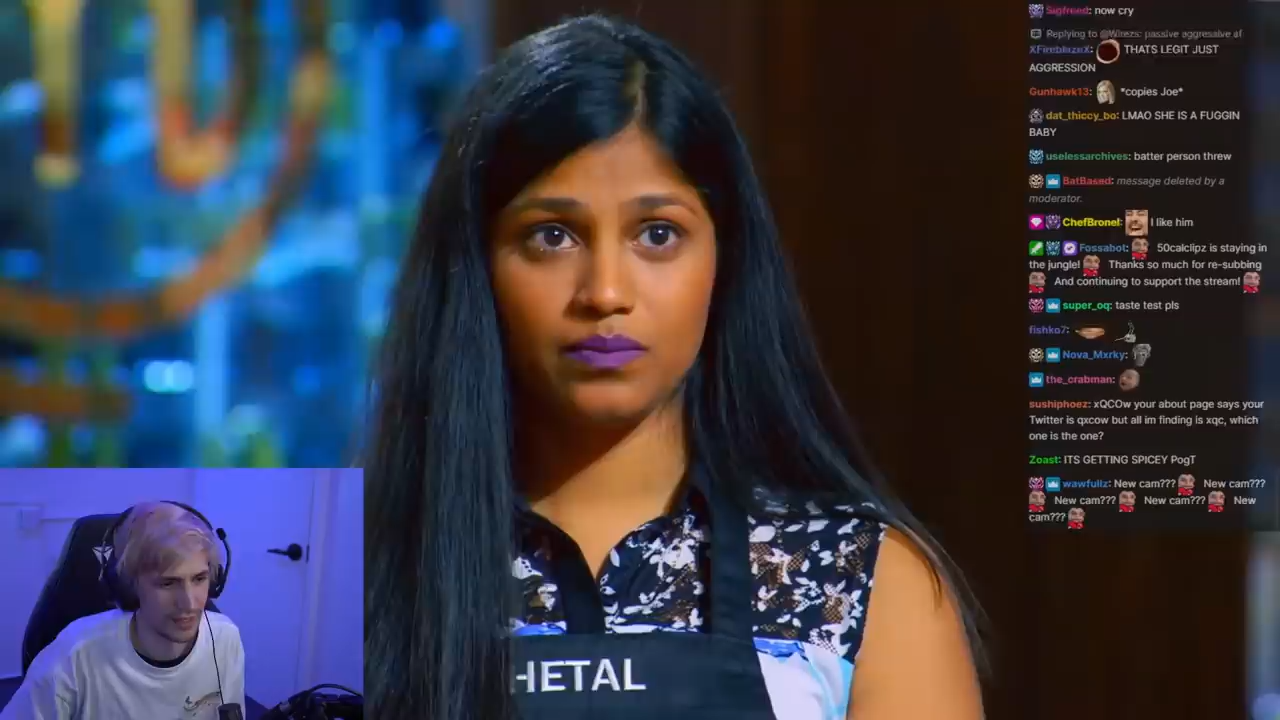 Sigfreed: now cry
Replying to @Wirezs: passive aggresive af
XFireblazeX: THATS LEGIT JUST
AGGRESSION
Gunhawk13: *copies Joe*
dat_thiccy_bo: LMAO SHE IS A FUGGIN
BABY
uselessarchives: batter person threw
BatBased: message deleted by a
moderator.
ChefBronel: I like him
Fossabot: 50calclipz is staying in
the jungle! Thanks so much for re-subbing
And continuing to support the stream!
super_oq: taste test pls
fishko7:
Nova_Mxrky:
the_crabman:
sushiphoez: xQCOw your about page says your
Twitter is qxcow but all im finding is xqc, which
one is the one?
Zoast: ITS GETTING SPICEY PogT
wawfullz: New cam??? New cam???
New cam??? New cam??? New
cam???
HETAL